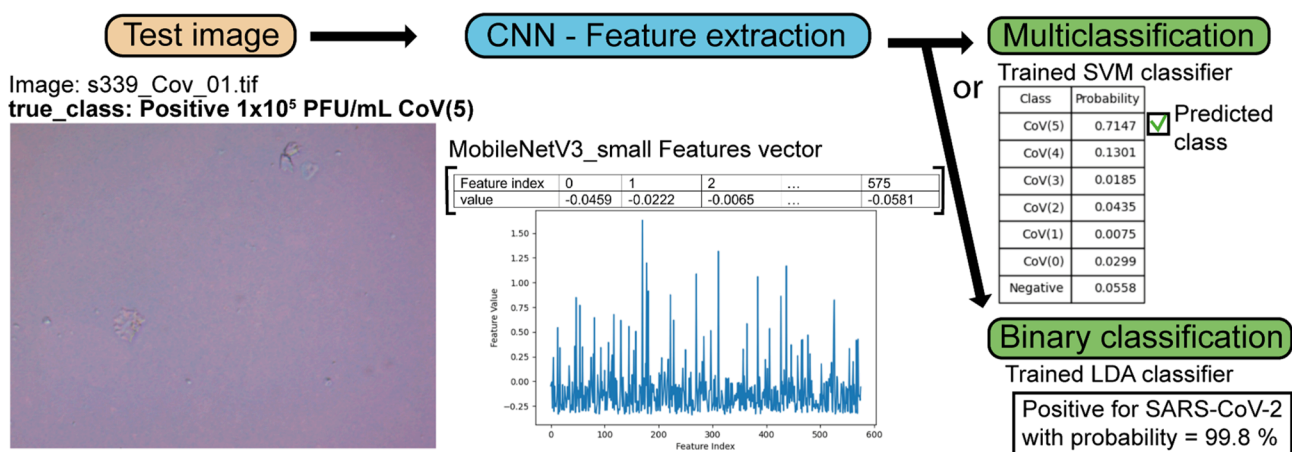 Test image
CNN - Feature extraction
Multiclassification
Image: s339_Cov_01.tif
true_class: Positive 1x10⁵ PFU/mL CoV(5)
MobileNetV3_small Features vector
Feature index 0 1 2 ... 575
value -0.0459 -0.0222 -0.0065 ... -0.0581
Feature Value
1.50
1.25
1.00
0.75
0.50
0.25
0.00
-0.25
0 100 200 300 400 500 600
Feature Index
or
Trained SVM classifier
Class Probability
CoV(5) 0.7147
CoV(4) 0.1301
CoV(3) 0.0185
CoV(2) 0.0435
CoV(1) 0.0075
CoV(0) 0.0299
Negative 0.0558
Predicted
class
Binary classification
Trained LDA classifier
Positive for SARS-CoV-2
with probability = 99.8 %